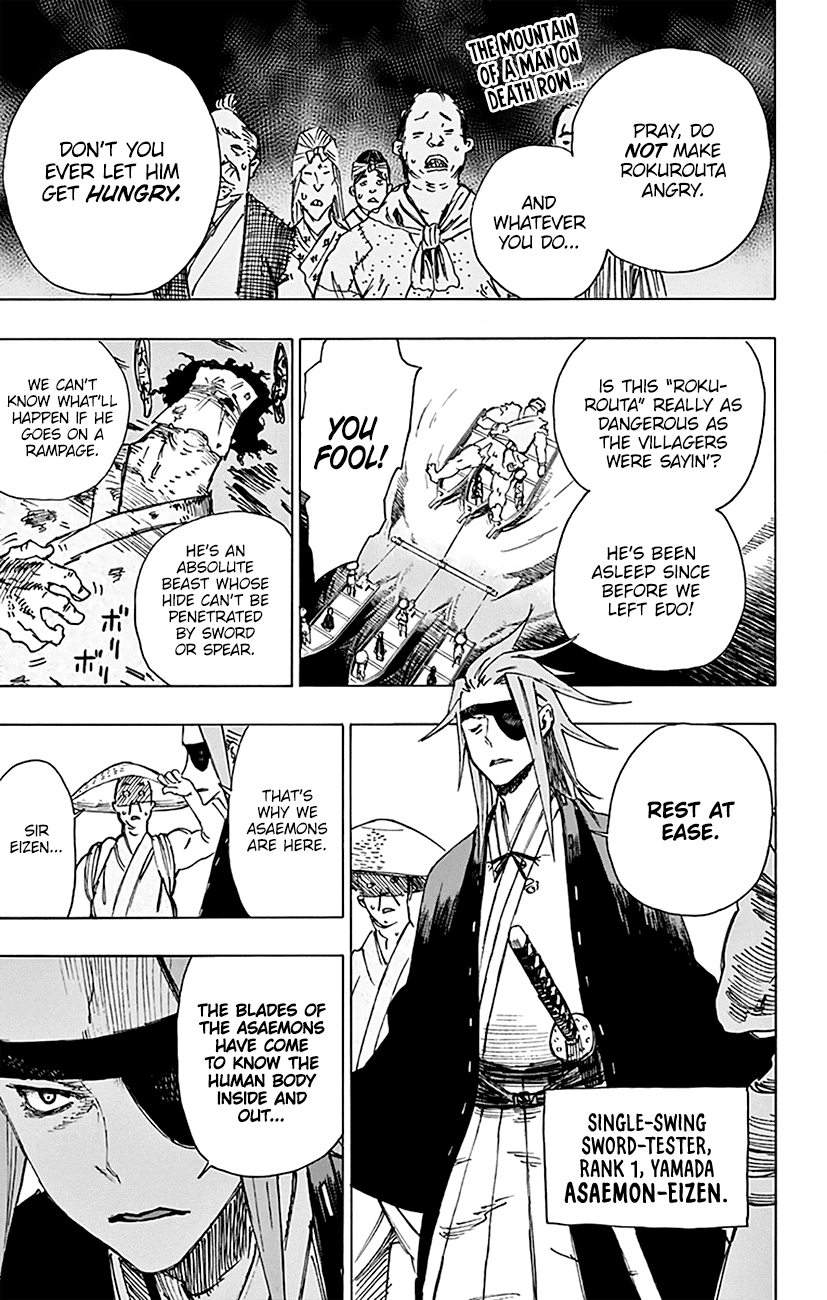 THE MOUNTAIN
OF A MAN ON
DEATH ROW...
PRAY, DO
NOT MAKE
ROKUROUTA
ANGRY.
AND
WHATEVER
YOU DO...
DON'T YOU
EVER LET HIM
GET HUNGRY.
IS THIS "ROKU-
ROUTA" REALLY AS
DANGEROUS AS
THE VILLAGERS
WERE SAYIN'?
HE'S BEEN
ASLEEP SINCE
BEFORE WE
LEFT EDO!
YOU
FOOL!
WE CAN'T
KNOW WHAT'LL
HAPPEN IF HE
GOES ON A
RAMPAGE.
HE'S AN
ABSOLUTE
BEAST WHOSE
HIDE CAN'T BE
PENETRATED
BY SWORD
OR SPEAR.
ボリ
ボリ
REST AT
EASE.
SINGLE-SWING
SWORD-TESTER,
RANK 1, YAMADA
ASAEMON-EIZEN.
THAT'S
WHY WE
ASAEMONS
ARE HERE.
SIR
EIZEN...
THE BLADES OF
THE ASAEMONS
HAVE COME
TO KNOW THE
HUMAN BODY
INSIDE AND
OUT...